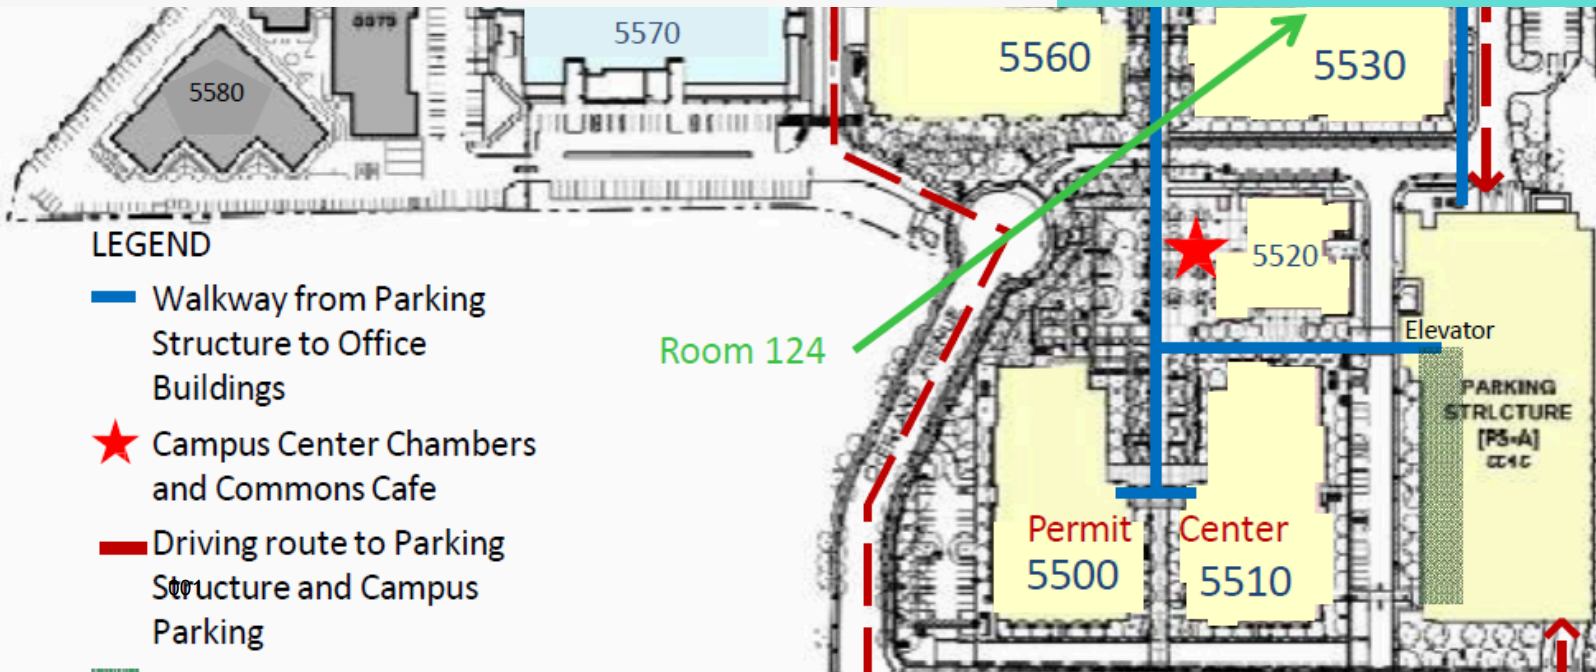 5570
5560
5530
5580
LEGEND
Walkway from Parking
Structure to Office
Buildings
Campus Center Chambers
and Commons Cafe
Driving route to Parking
Structure and Campus
Parking
5520
Room 124
Elevator
PARKING
STRLCTURE
[PS-A]
Permit Center
5500
5510